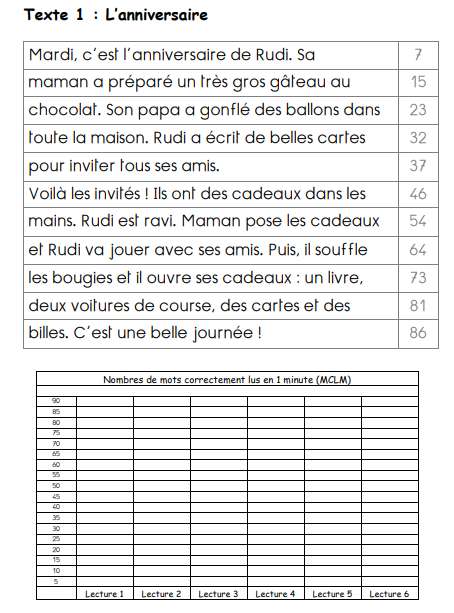 Texte 1 : L’anniversaire
Mardi, c’est l’anniversaire de Rudi. Sa 7
maman a préparé un très gros gâteau au 15
chocolat. Son papa a gonflé des ballons dans 23
toute la maison. Rudi a écrit de belles cartes 32
pour inviter tous ses amis. 37
Voilà les invités ! Ils ont des cadeaux dans les 46
mains. Rudi est ravi. Maman pose les cadeaux 54
et Rudi va jouer avec ses amis. Puis, il souffle 64
les bougies et il ouvre ses cadeaux : un livre, 73
deux voitures de course, des cartes et des 81
billes. C’est une belle journée ! 86
Nombres de mots correctement lus en 1 minute (MCLM)
90
85
80
75
70
65
60
55
50
45
40
35
30
25
20
15
10
5
Lecture 1 Lecture 2 Lecture 3 Lecture 4 Lecture 5 Lecture 6